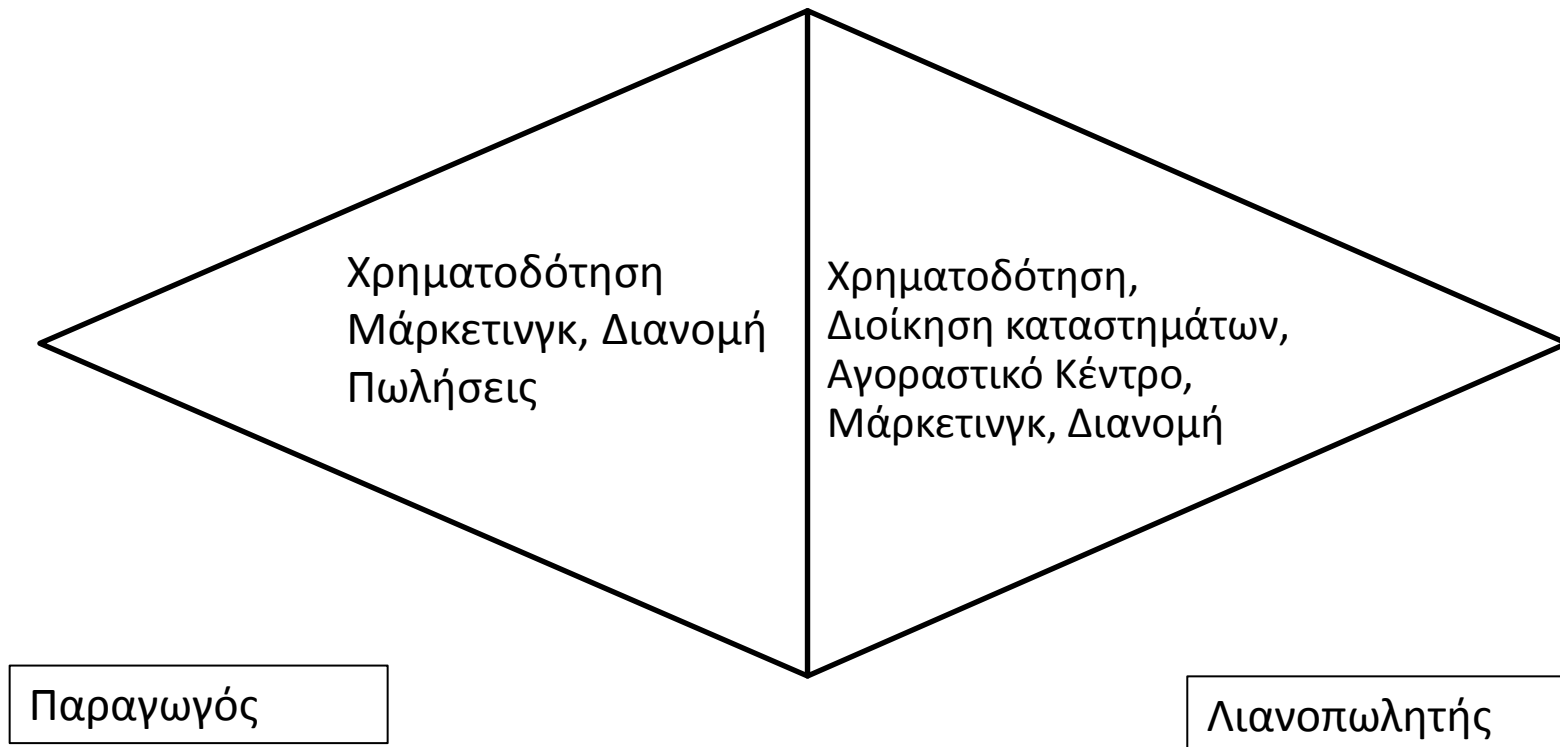 Χρηματοδότηση
Μάρκετινγκ, Διανομή
Πωλήσεις
Χρηματοδότηση,
Διοίκηση καταστημάτων,
Αγοραστικό Κέντρο,
Μάρκετινγκ, Διανομή
Παραγωγός
Λιανοπωλητής